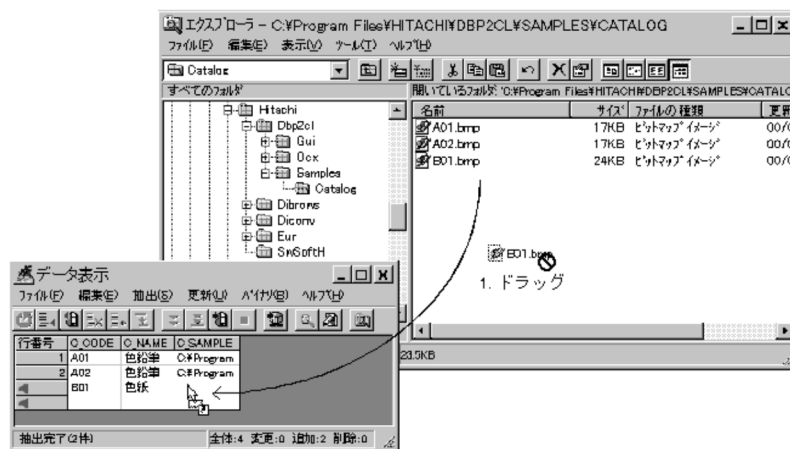 エクスプローラ - C:¥Program Files¥HITACHI¥DBP2CL¥SAMPLES¥CATALOG
ファイル(F) 編集(E) 表示(V) ツール(T) ヘルプ(H)
Catalog
すべてのフォルダ
開いているフォルダ: 'C:¥Program Files¥HITACHI¥DBP2CL¥SAMPLES¥CATALO
Hitachi
Dbp2cl
Gui
Ocx
Samples
Catalog
Dibrows
Diconv
Eur
SnSoftH
名前 サイズ ファイルの種類 更新
A01.bmp 17KB ビットマップ イメージ 00/0
A02.bmp 17KB ビットマップ イメージ 00/0
B01.bmp 24KB ビットマップ イメージ 00/0
B01.bmp
1. ドラッグ
23.5KB
データ表示
ファイル(F) 編集(E) 抽出(S) 更新(U) バイナリ(B) ヘルプ(H)
行番号 C_CODE C_NAME C_SAMPLE
1 A01 色鉛筆 C:¥Program
2 A02 色鉛筆 C:¥Program
B01 色紙
抽出完了(2件) 全体:4 変更:0 追加:2 削除:0